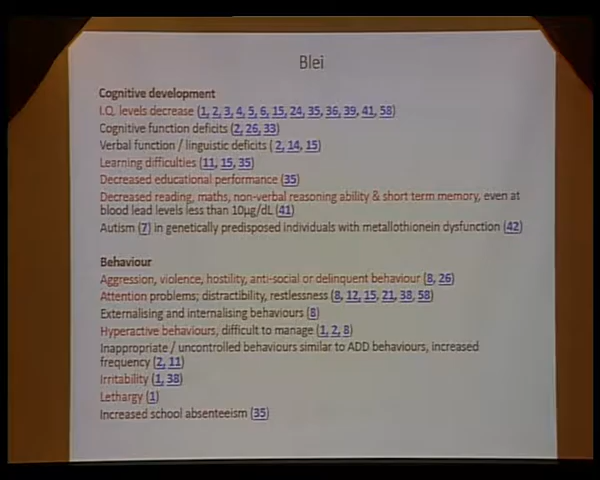 Blei
Cognitive development
I.Q. levels decrease (1, 2, 3, 4, 5, 6, 15, 24, 35, 36, 39, 41, 58)
Cognitive function deficits (2, 26, 33)
Verbal function / linguistic deficits ( 2, 14, 15)
Learning difficulties (11, 15, 35)
Decreased educational performance (35)
Decreased reading, maths, non-verbal reasoning ability & short term memory, even at
blood lead levels less than 10µg/dL (41)
Autism (7) in genetically predisposed individuals with metallothionein dysfunction (42)
Behaviour
Aggression, violence, hostility, anti-social or delinquent behaviour (8, 26)
Attention problems; distractibility, restlessness (8, 12, 15, 21, 38, 58)
Externalising and internalising behaviours (8)
Hyperactive behaviours, difficult to manage (1, 2, 8)
Inappropriate / uncontrolled behaviours similar to ADD behaviours, increased
frequency (2, 11)
Irritability (1, 38)
Lethargy (1)
Increased school absenteeism (35)